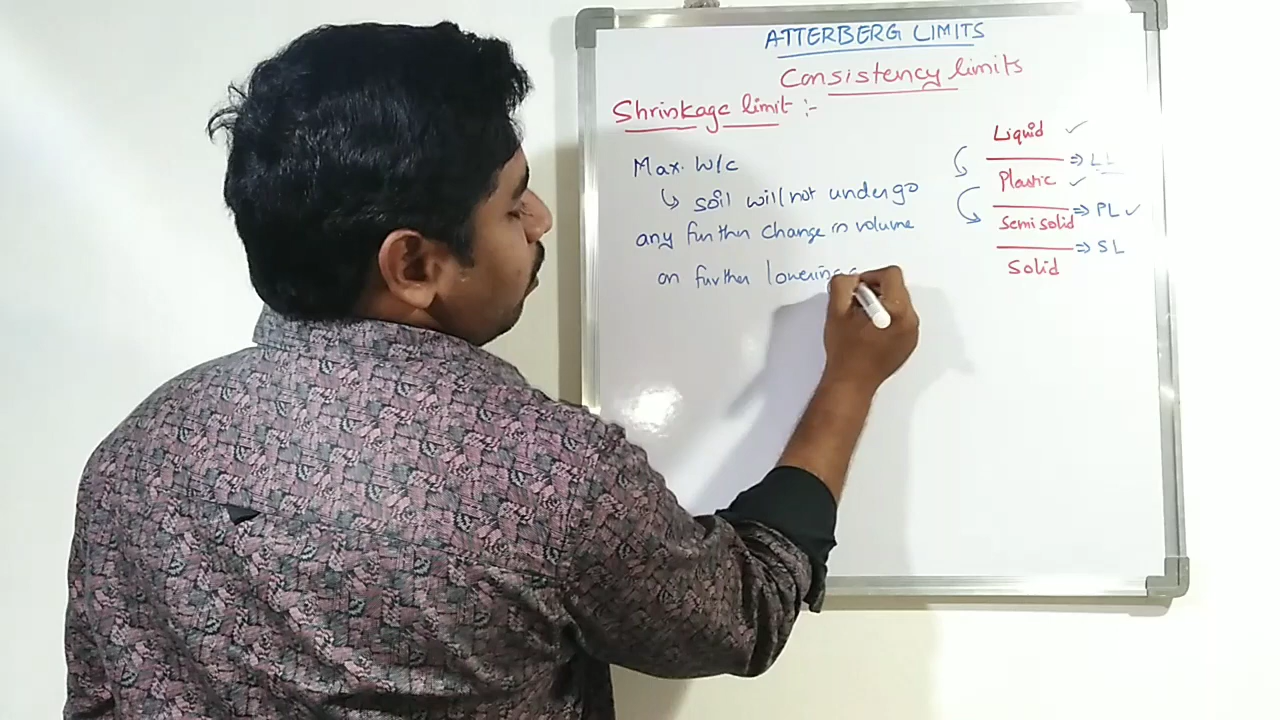 ATTERBERG LIMITS
Consistency limits
Shrinkage limit :-
Max. W/c
↳ soil will not undergo
any further change in volume
on further lowering
Liquid ✓
⇒ LL
Plastic ✓
⇒ PL ✓
Semi solid
⇒ SL
Solid